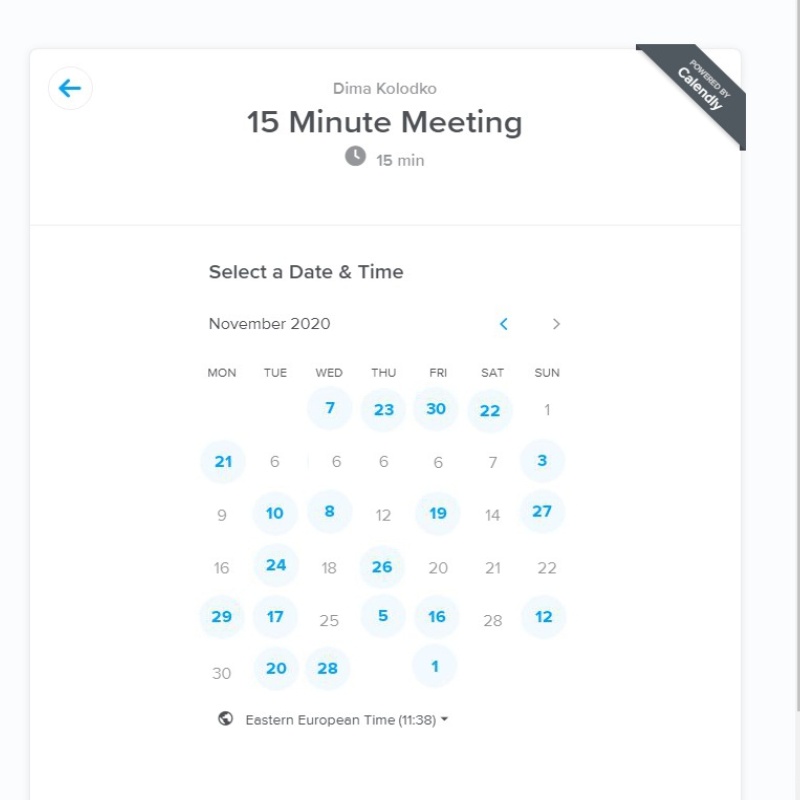 POWERED BY
Calendly
Dima Kolodko
15 Minute Meeting
15 min
Select a Date & Time
November 2020
MON TUE WED THU FRI SAT SUN
7 23 30 22 1
21 6 6 6 6 7 3
9 10 8 12 19 14 27
16 24 18 26 20 21 22
29 17 25 5 16 28 12
30 20 28 1
Eastern European Time (11:38)